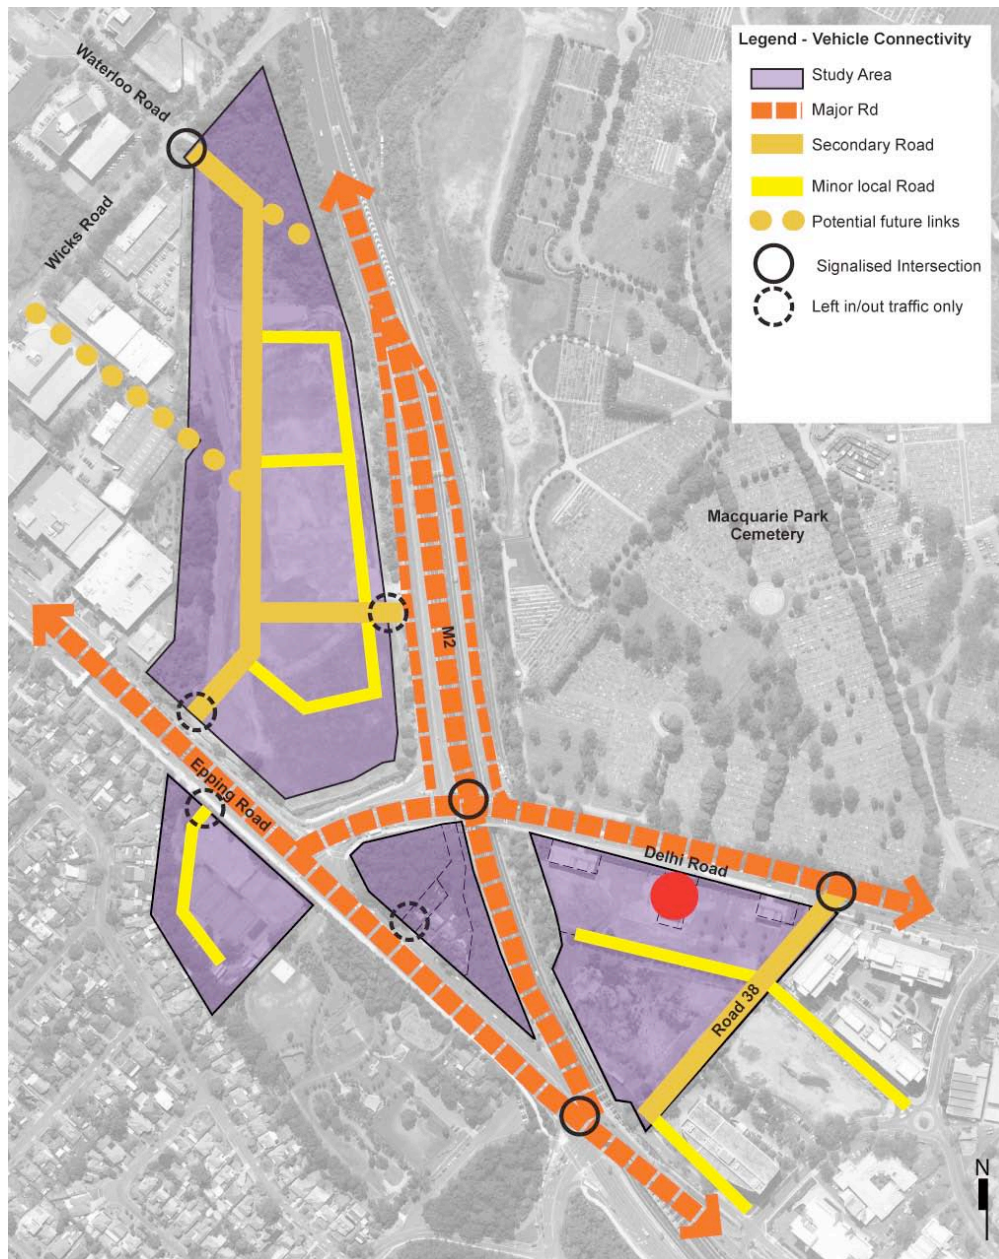 Legend - Vehicle Connectivity
Study Area
Major Rd
Secondary Road
Minor local Road
Potential future links
Signalised Intersection
Left in/out traffic only
Waterloo Road
Wicks Road
Macquarie Park
Cemetery
M2
Epping Road
Delhi Road
Road 38
N